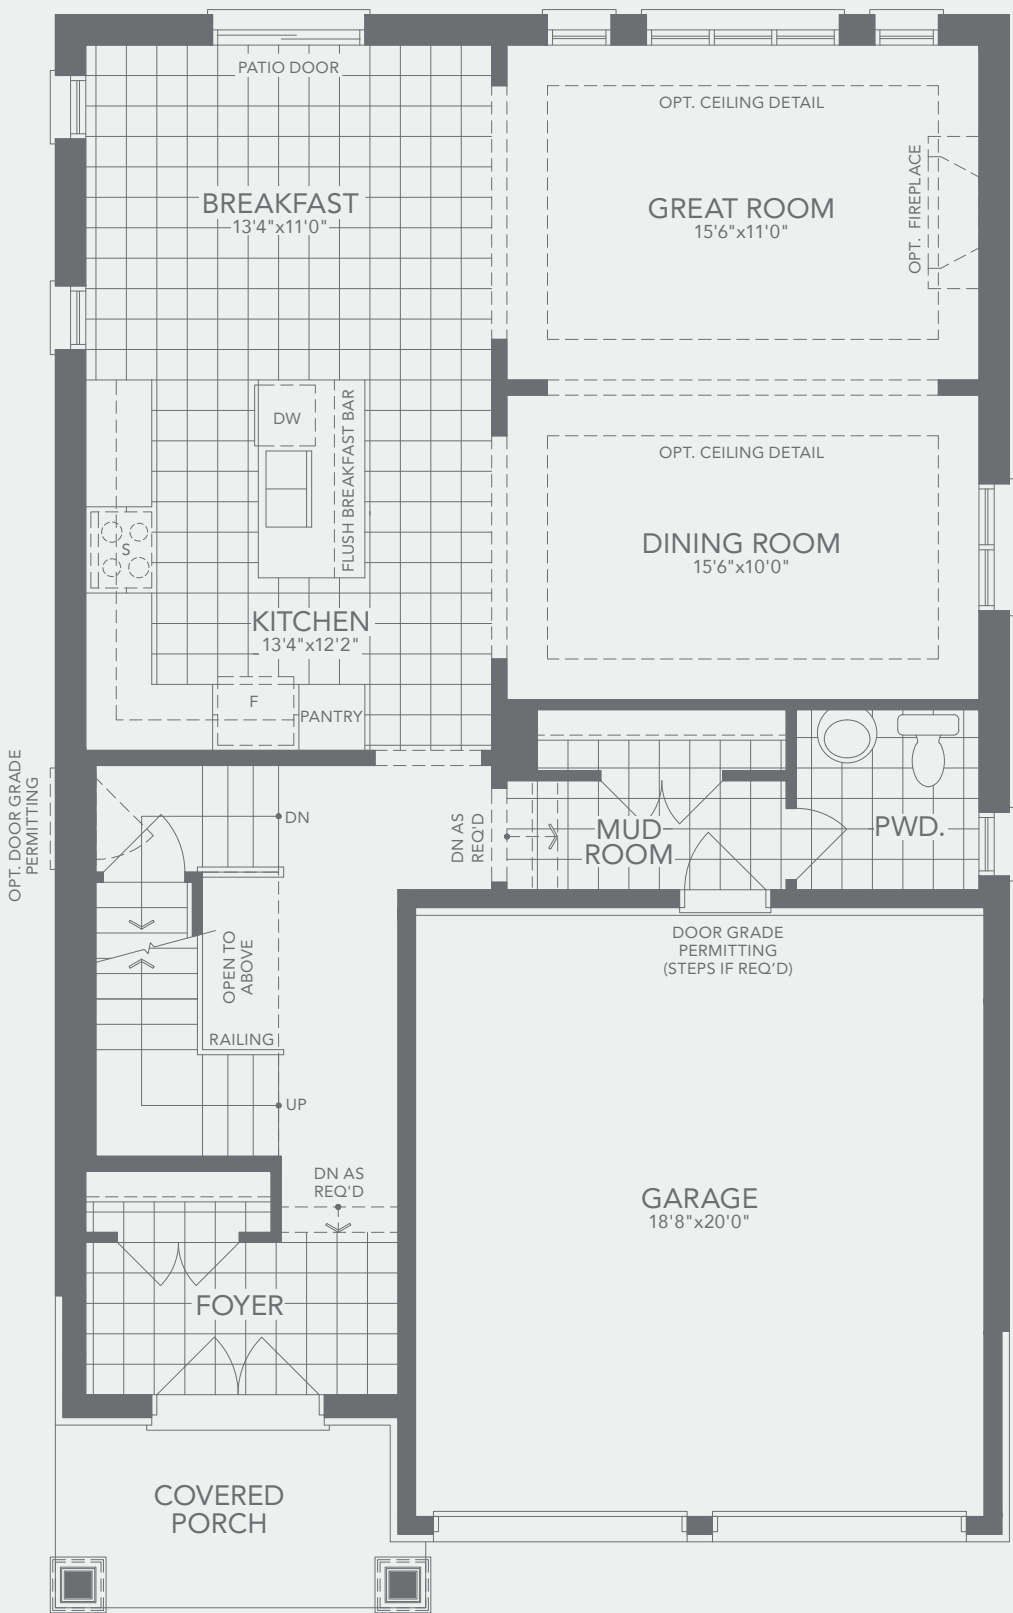 PATIO DOOR
OPT. CEILING DETAIL
BREAKFAST
13'4"x11'0"
GREAT ROOM
15'6"x11'0"
OPT. FIREPLACE
DW
FLUSH BREAKFAST BAR
S
OPT. CEILING DETAIL
DINING ROOM
15'6"x10'0"
KITCHEN
13'4"x12'2"
F
PANTRY
OPT. DOOR GRADE
PERMITTING
DN
DN AS
REQ'D
MUD
ROOM
PWD.
OPEN TO
ABOVE
RAILING
UP
DOOR GRADE
PERMITTING
(STEPS IF REQ'D)
DN AS
REQ'D
GARAGE
18'8"x20'0"
FOYER
COVERED
PORCH